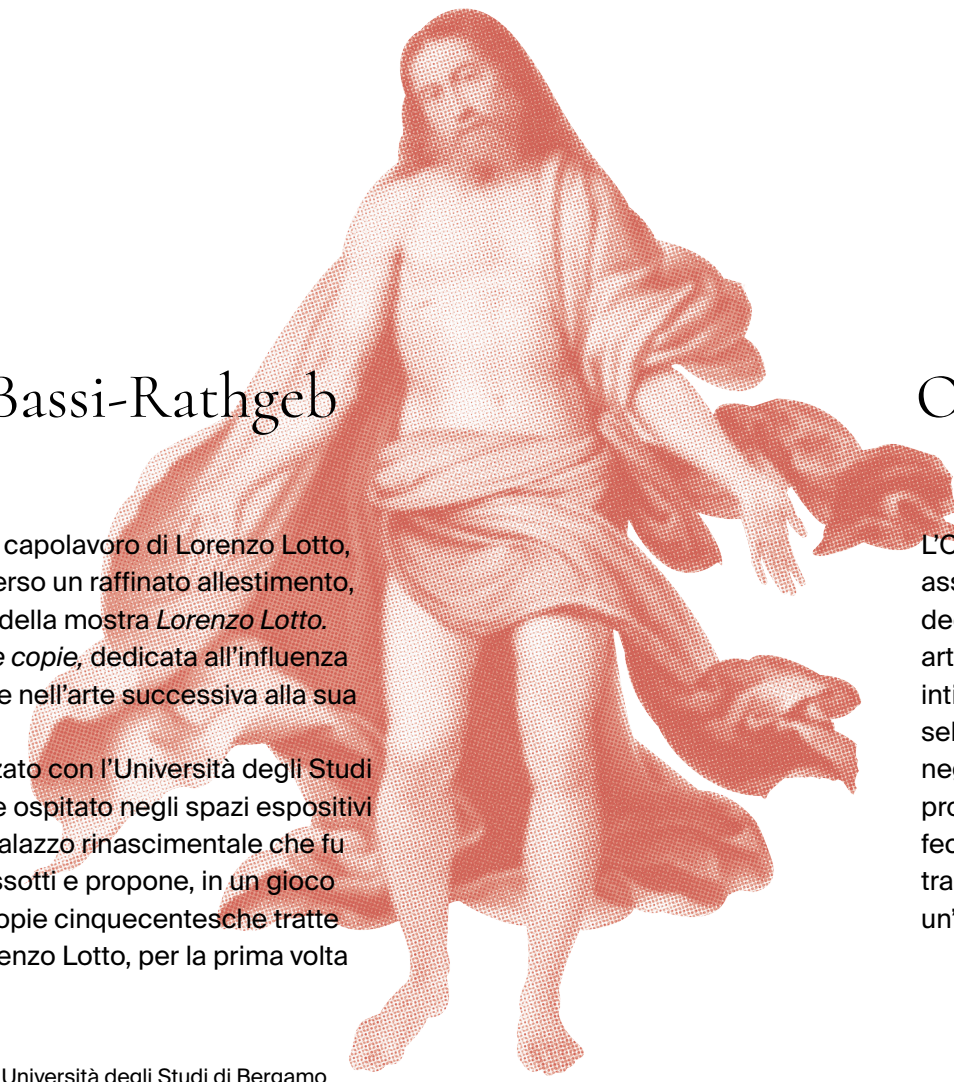 Bassi-Rathgeb
capolavoro di Lorenzo Lotto,
erso un raffinato allestimento,
della mostra Lorenzo Lotto.
e copie, dedicata all’influenza
e nell’arte successiva alla sua
zato con l’Università degli Studi
e ospitato negli spazi espositivi
alazzo rinascimentale che fu
ssotti e propone, in un gioco
opie cinquecentesche tratte
enzo Lotto, per la prima volta
Università degli Studi di Bergamo
O
L’O
ass
de
art
inti
sel
neg
pro
fec
tra
un’